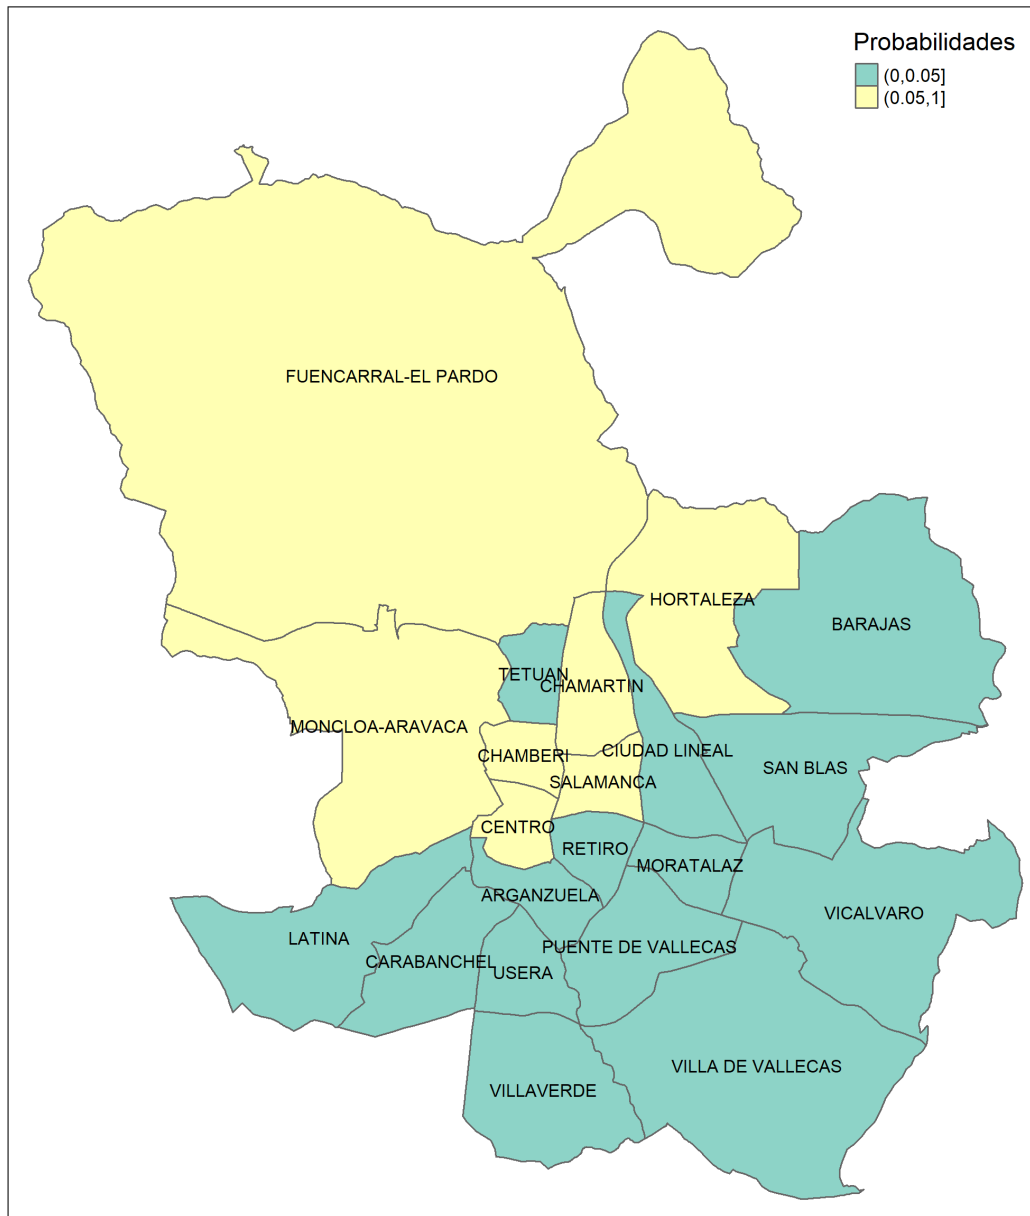 Probabilidades
(0,0.05]
(0.05,1]
FUENCARRAL-EL PARDO
HORTALEZA
BARAJAS
TETUAN
CHAMARTIN
MONCLOA-ARAVACA
CHAMBERI
CIUDAD LINEAL
SAN BLAS
SALAMANCA
CENTRO
RETIRO
MORATALAZ
ARGANZUELA
VICALVARO
LATINA
PUENTE DE VALLECAS
CARABANCHEL
USERA
VILLA DE VALLECAS
VILLAVERDE